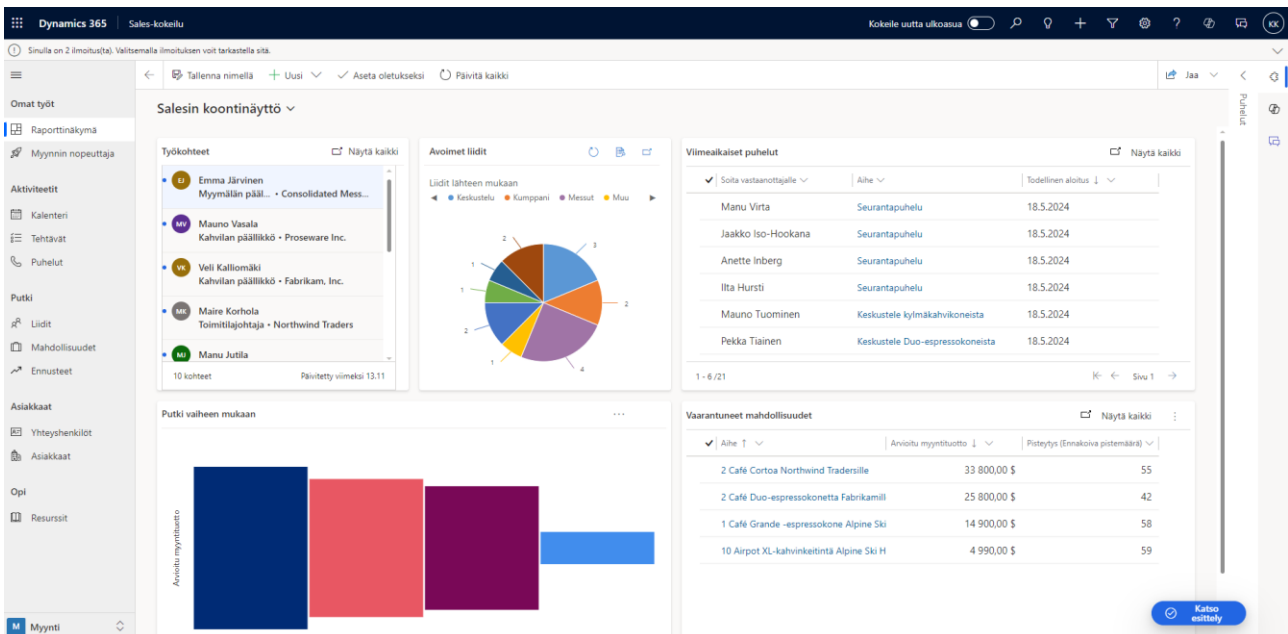 Dynamics 365 Sales-kokeilu Kokeile uutta ulkoasua KK
Sinulla on 2 ilmoitus(ta). Valitsemalla ilmoituksen voit tarkastella sitä.
Tallenna nimellä Uusi Aseta oletukseksi Päivitä kaikki Jaa
Omat työt
Raporttinäkymä
Myynnin nopeuttaja
Aktiviteetit
Kalenteri
Tehtävät
Puhelut
Putki
Liidit
Mahdollisuudet
Ennusteet
Asiakkaat
Yhteyshenkilöt
Asiakkaat
Opi
Resurssit
M Myynti
Salesin koontinäyttö
Työkohteet Näytä kaikki
EJ Emma Järvinen
Myymälän pääl... • Consolidated Mess...
MV Mauno Vasala
Kahvilan päällikkö • Proseware Inc.
VK Veli Kalliomäki
Kahvilan päällikkö • Fabrikam, Inc.
MK Maire Korhola
Toimitilajohtaja • Northwind Traders
MJ Manu Jutila
10 kohteet Päivitetty viimeksi 13.11
Avoimet liidit
Liidit lähteen mukaan
Keskustelu Kumppani Messut Muu
2
3
1
1
2
2
1
4
Viimeaikaiset puhelut Näytä kaikki
Soita vastaanottajalle Aihe Todellinen aloitus
Manu Virta Seurantapuhelu 18.5.2024
Jaakko Iso-Hookana Seurantapuhelu 18.5.2024
Anette Inberg Seurantapuhelu 18.5.2024
Ilta Hursti Seurantapuhelu 18.5.2024
Mauno Tuominen Keskustele kylmäkahvikoneista 18.5.2024
Pekka Tiainen Keskustele Duo-espressokoneista 18.5.2024
1 - 6 /21 Sivu 1
Putki vaiheen mukaan
Arvioitu myyntituotto
Vaarantuneet mahdollisuudet Näytä kaikki
Aihe Arvioitu myyntituotto Pisteytys (Ennakoiva pistemäärä)
2 Café Cortoa Northwind Tradersille 33 800,00 $ 55
2 Café Duo-espressokonetta Fabrikamill 25 800,00 $ 42
1 Café Grande -espressokone Alpine Ski 14 900,00 $ 58
10 Airpot XL-kahvinkeitintä Alpine Ski H 4 990,00 $ 59
Puhelut
Katso
esittely